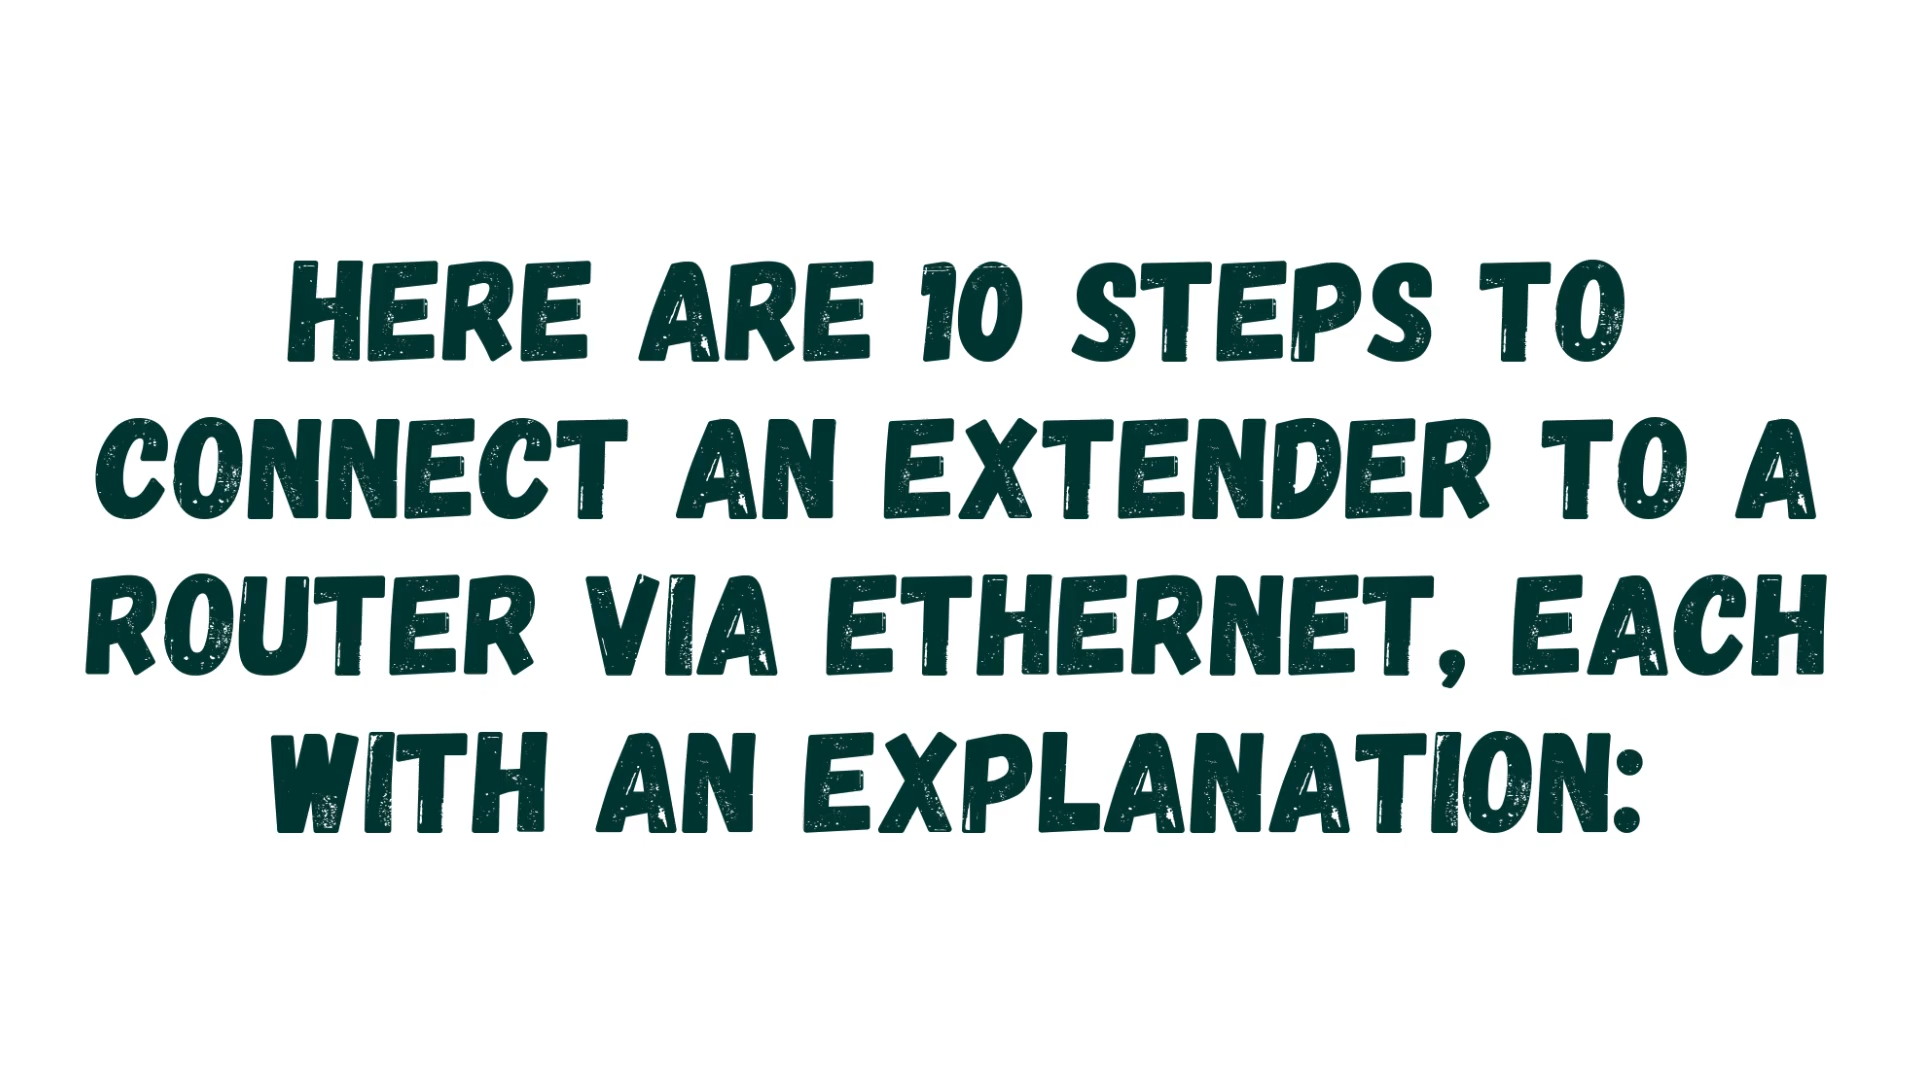 HERE ARE 10 STEPS TO
CONNECT AN EXTENDER TO A
ROUTER VIA ETHERNET, EACH
WITH AN EXPLANATION: